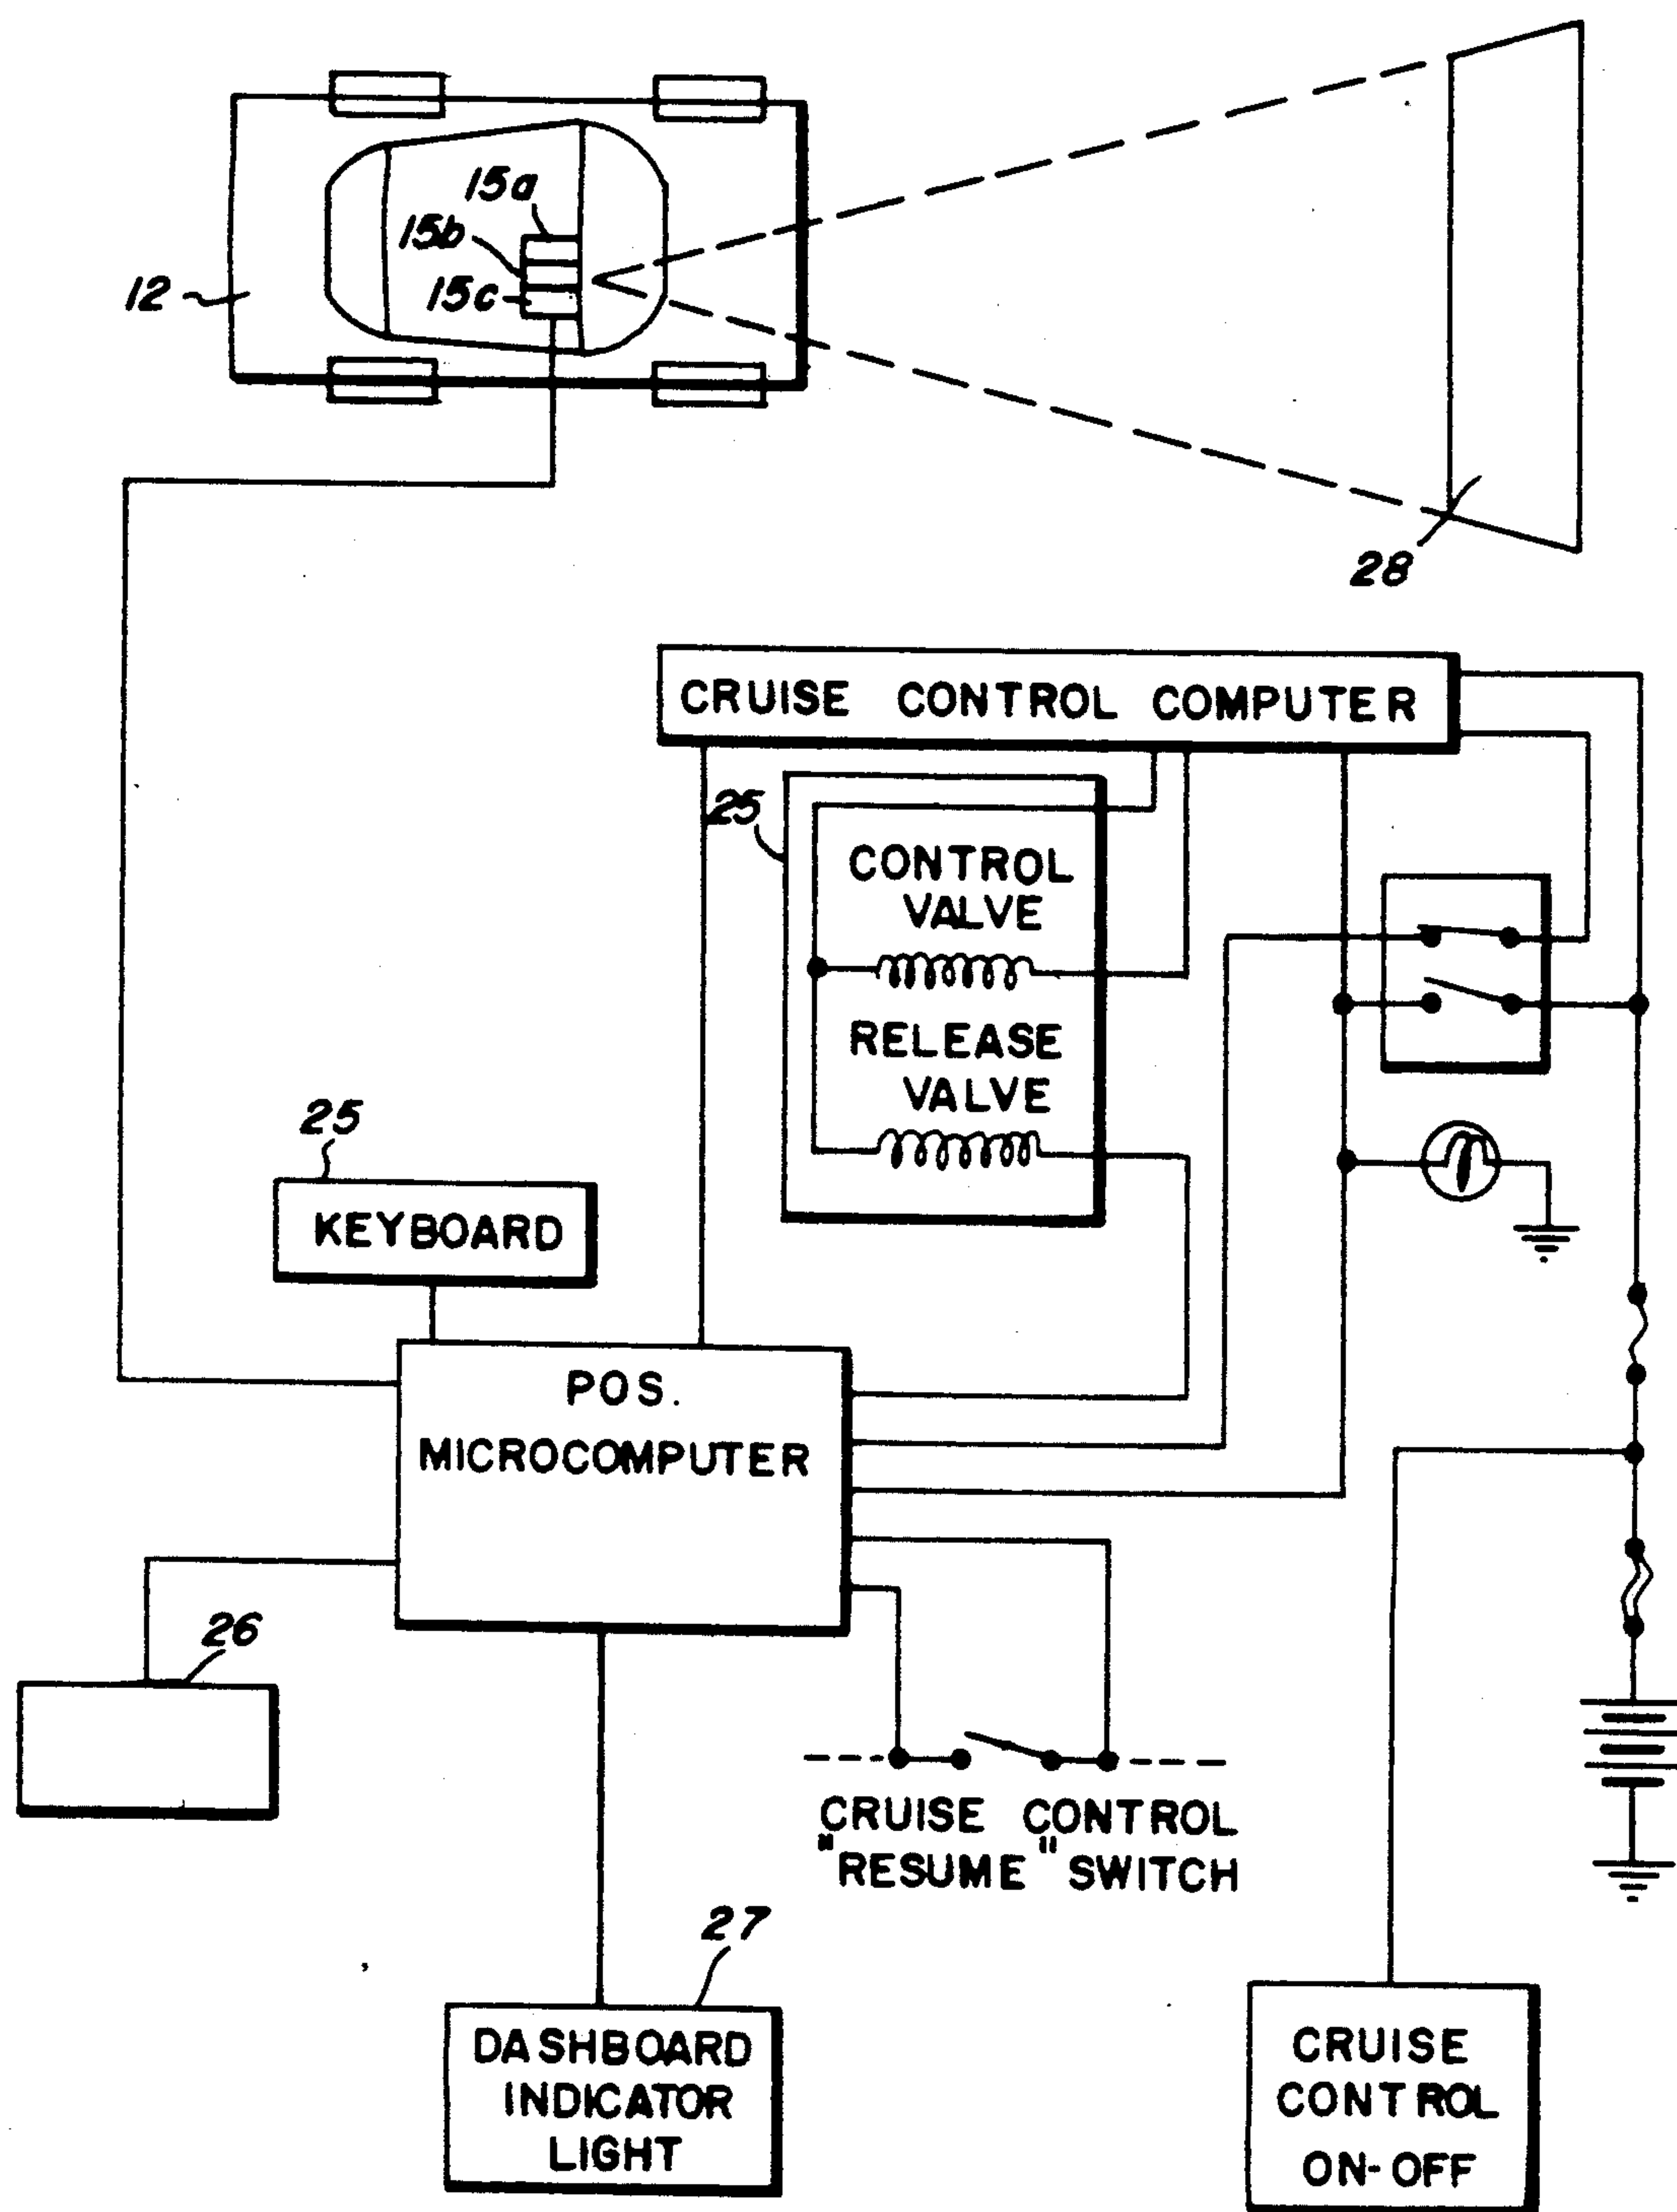 15a
15b
15c
12
28
CRUISE CONTROL COMPUTER
25
CONTROL
VALVE
RELEASE
VALVE
25
KEYBOARD
POS.
MICROCOMPUTER
26
CRUISE CONTROL
"RESUME" SWITCH
27
DASHBOARD
INDICATOR
LIGHT
CRUISE
CONTROL
ON-OFF